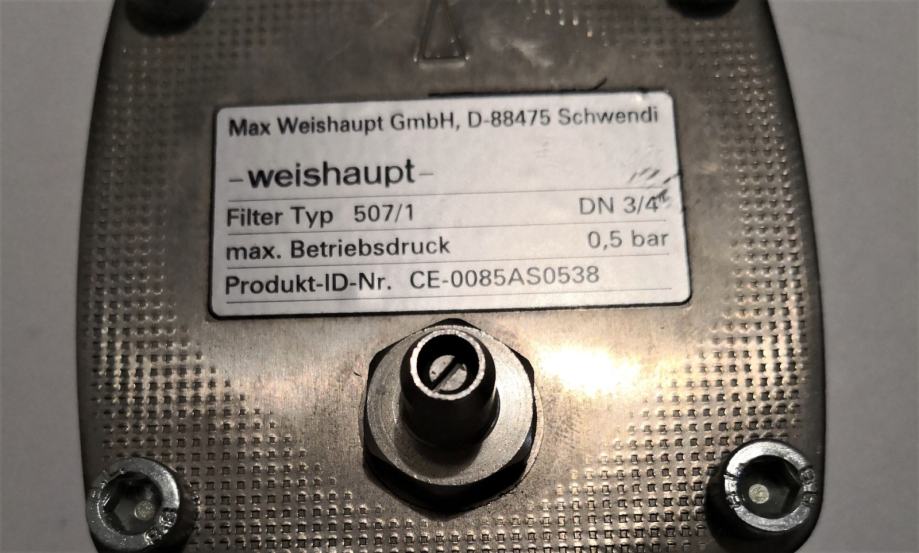 Max Weishaupt GmbH, D-88475 Schwendi
-weishaupt-
Filter Typ 507/1 DN 3/4"
max. Betriebsdruck 0,5 bar
Produkt-ID-Nr. CE-0085AS0538